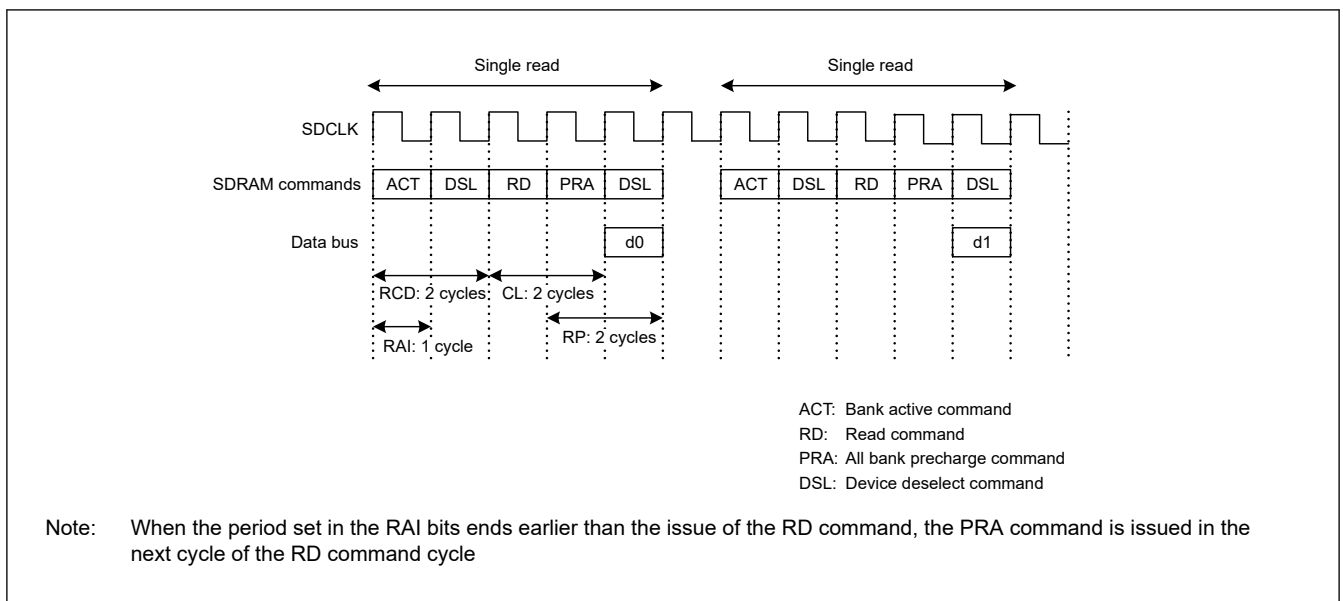 Single read Single read
SDCLK
SDRAM commands ACT DSL RD PRA DSL ACT DSL RD PRA DSL
Data bus d0 d1
RCD: 2 cycles CL: 2 cycles
RP: 2 cycles
RAI: 1 cycle
ACT: Bank active command
RD: Read command
PRA: All bank precharge command
DSL: Device deselect command
Note: When the period set in the RAI bits ends earlier than the issue of the RD command, the PRA command is issued in the
next cycle of the RD command cycle